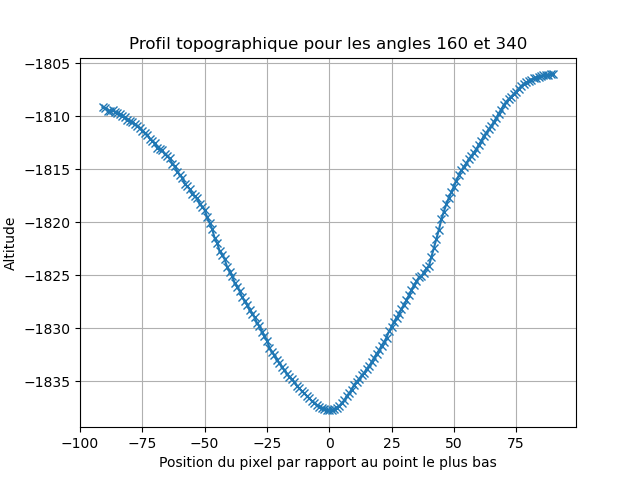 Profil topographique pour les angles 160 et 340
−1805
−1810
−1815
−1820
−1825
−1830
−1835
Altitude
−100 −75 −50 −25 0 25 50 75
Position du pixel par rapport au point le plus bas